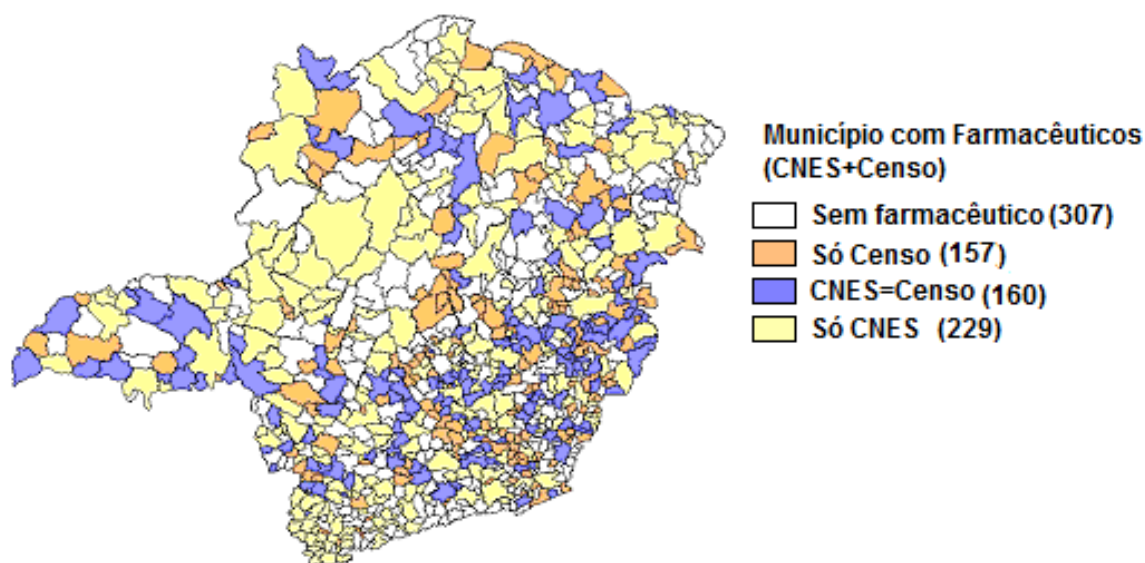 Município com Farmacêuticos
(CNES+Censo)
Sem farmacêutico (307)
Só Censo (157)
CNES=Censo (160)
Só CNES (229)